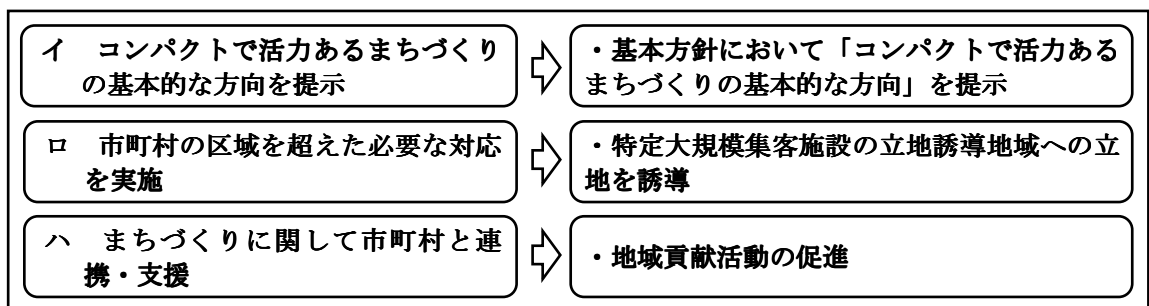 イ　コンパクトで活力あるまちづくり
の基本的な方向を提示
・基本方針において「コンパクトで活力ある
まちづくりの基本的な方向」を提示
ロ　市町村の区域を超えた必要な対応
を実施
・特定大規模集客施設の立地誘導地域への立
地を誘導
ハ　まちづくりに関して市町村と連
携・支援
・地域貢献活動の促進